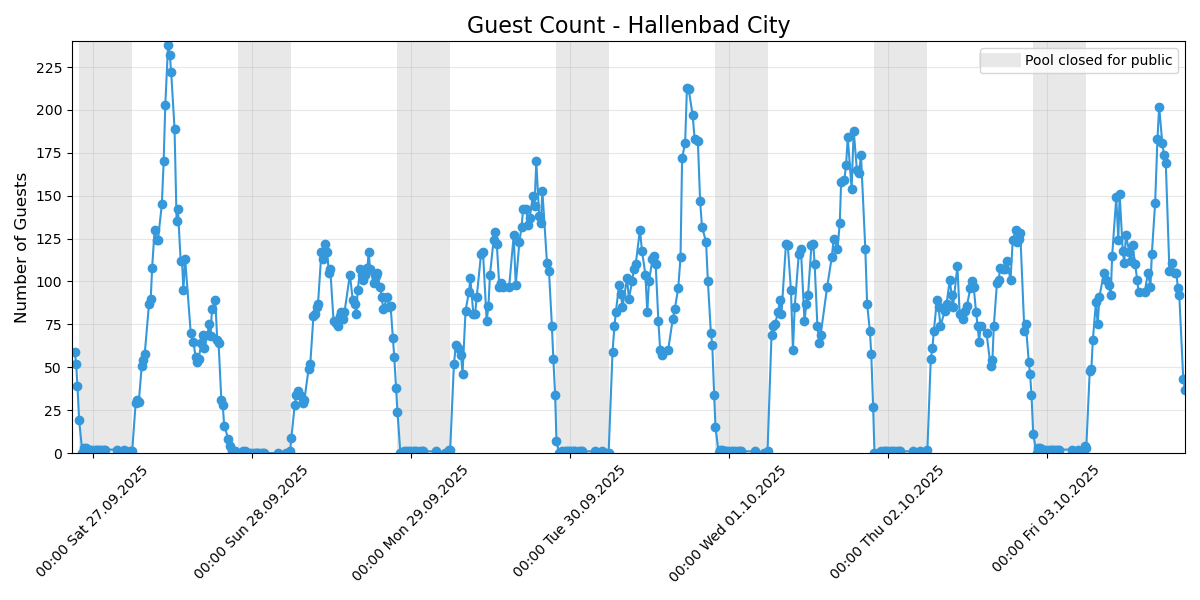 Guest Count - Hallenbad City
Pool closed for public
Number of Guests
225
200
175
150
125
100
75
50
25
0
00:00 Sat 27.09.2025
00:00 Sun 28.09.2025
00:00 Mon 29.09.2025
00:00 Tue 30.09.2025
00:00 Wed 01.10.2025
00:00 Thu 02.10.2025
00:00 Fri 03.10.2025